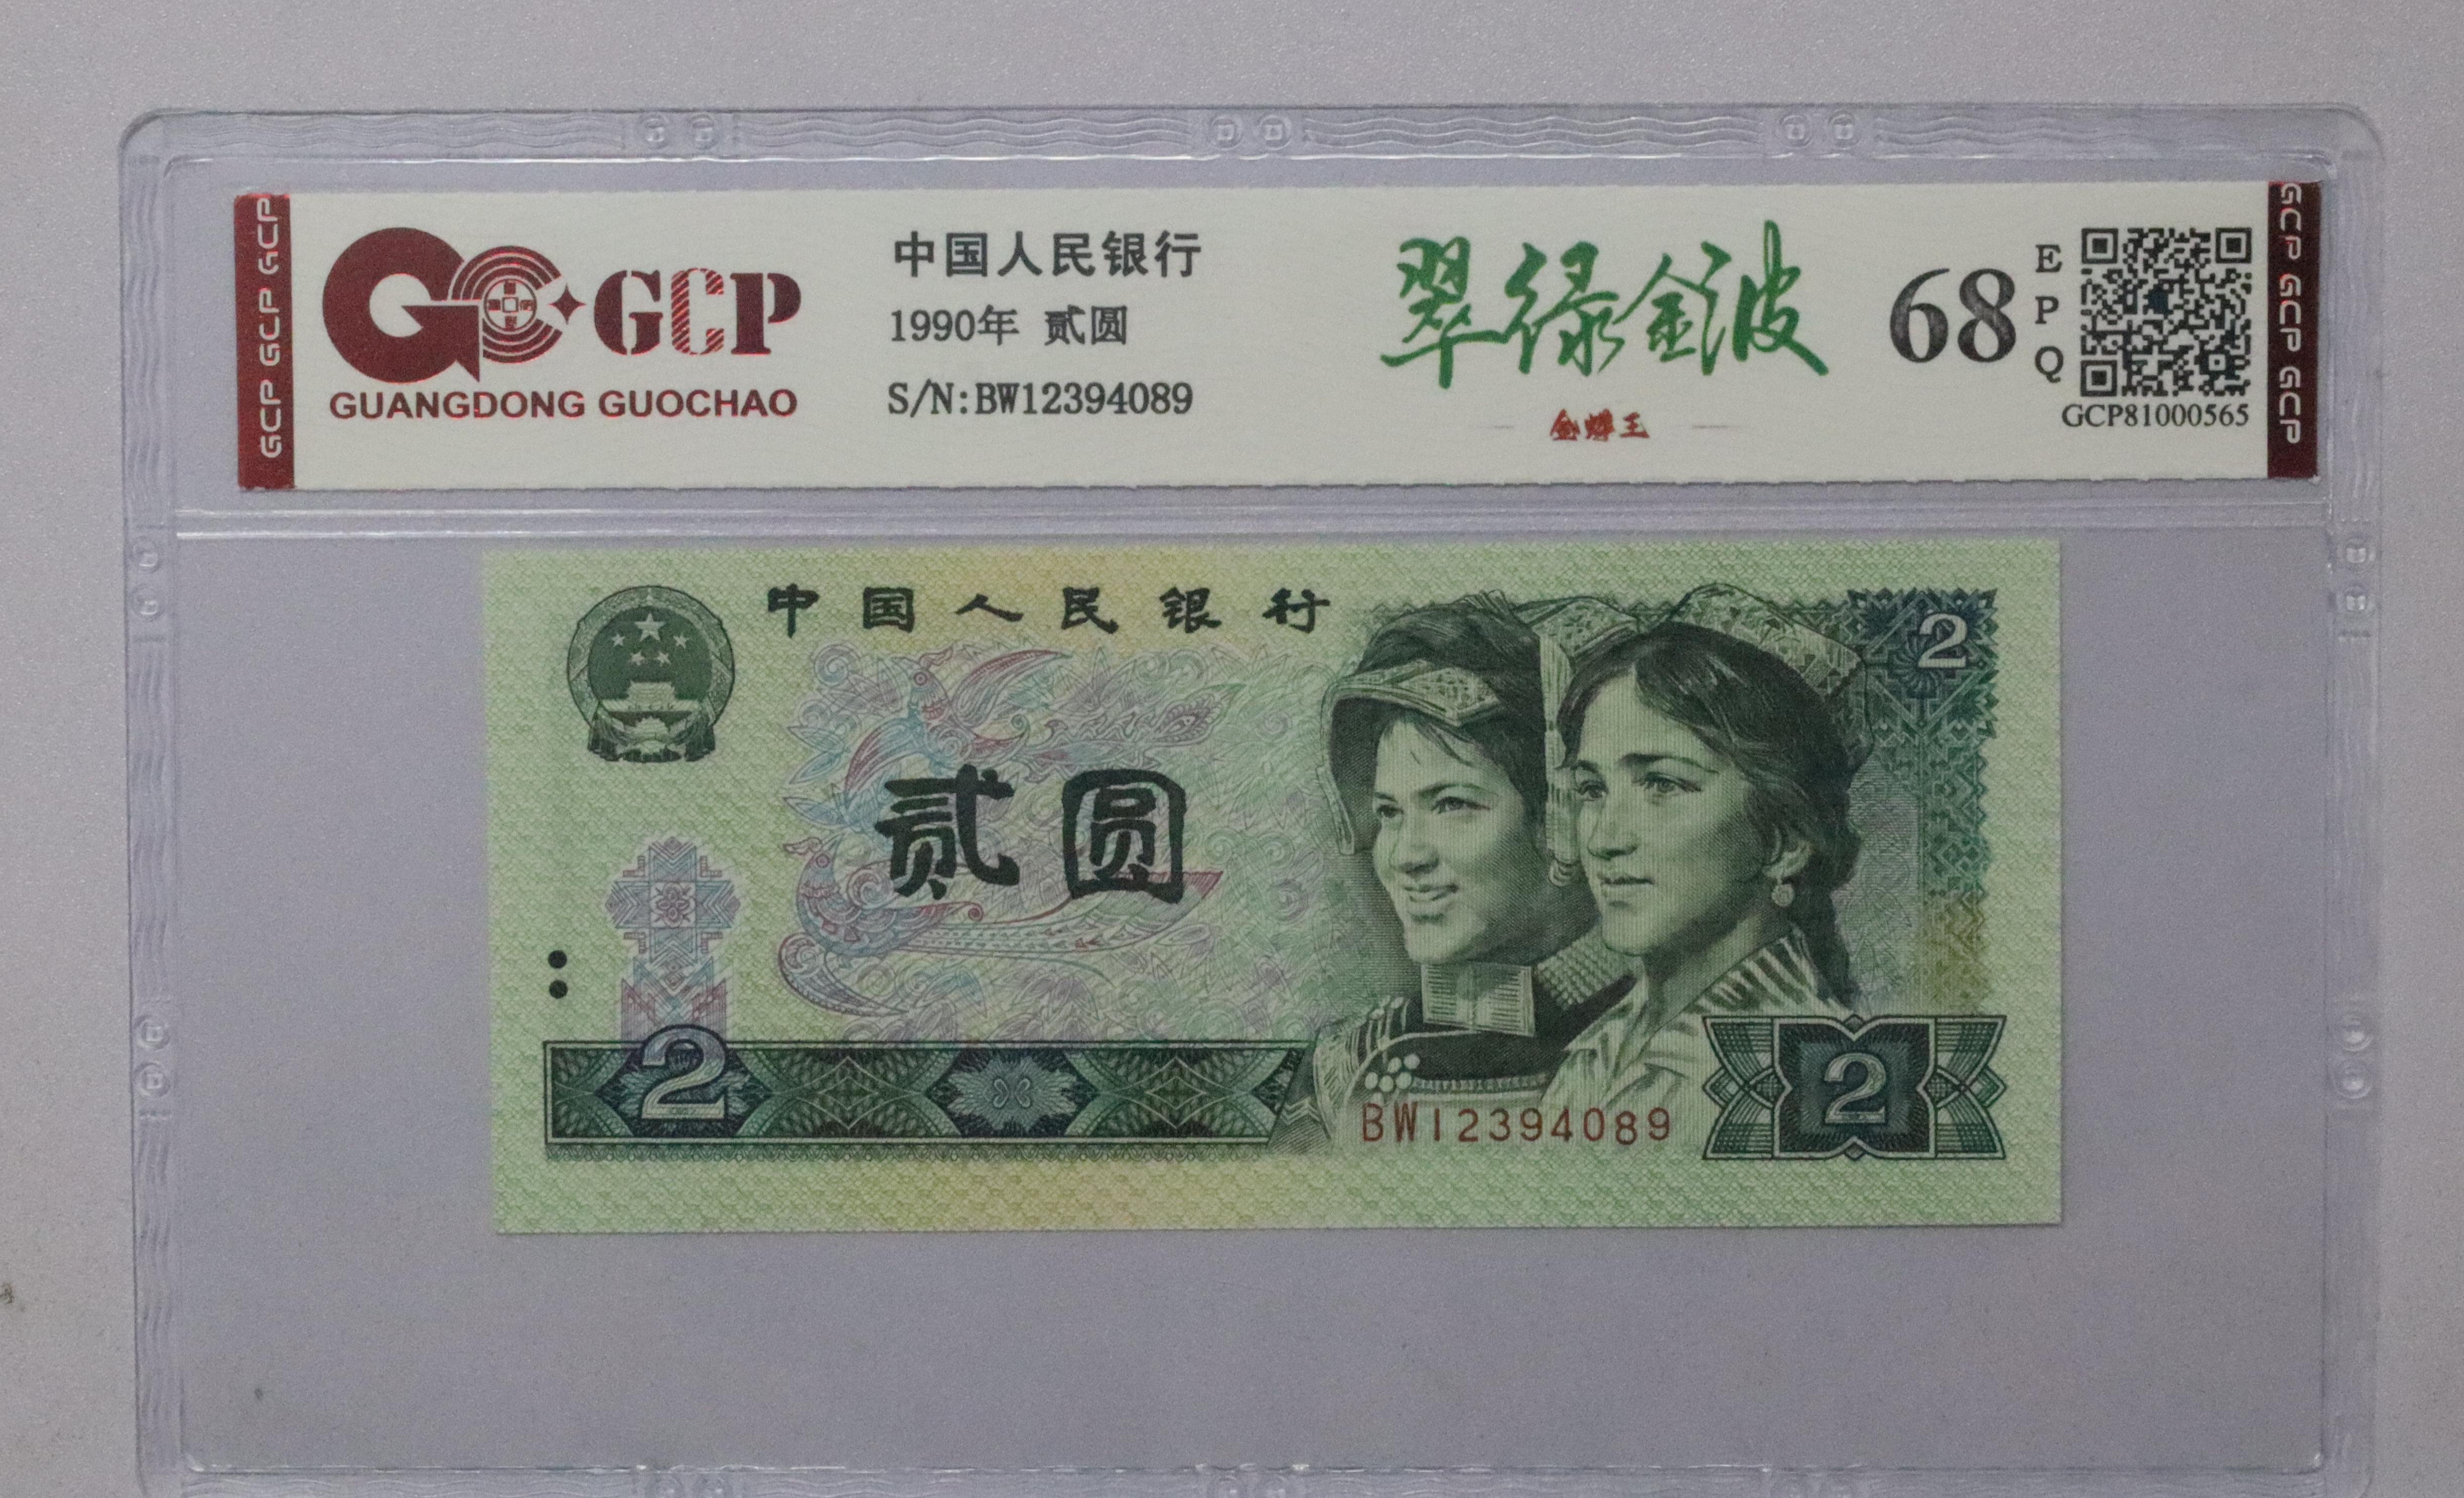 GCP GCP GCP
GCP
GUANGDONG GUOCHAO
中国人民银行
1990年 贰圆
S/N:BW12394089
翠绿金波
金蟒王
68
EPQ
GCP81000565
GCP GCP GCP
中国人民银行
2
贰圆
2
BW12394089
2